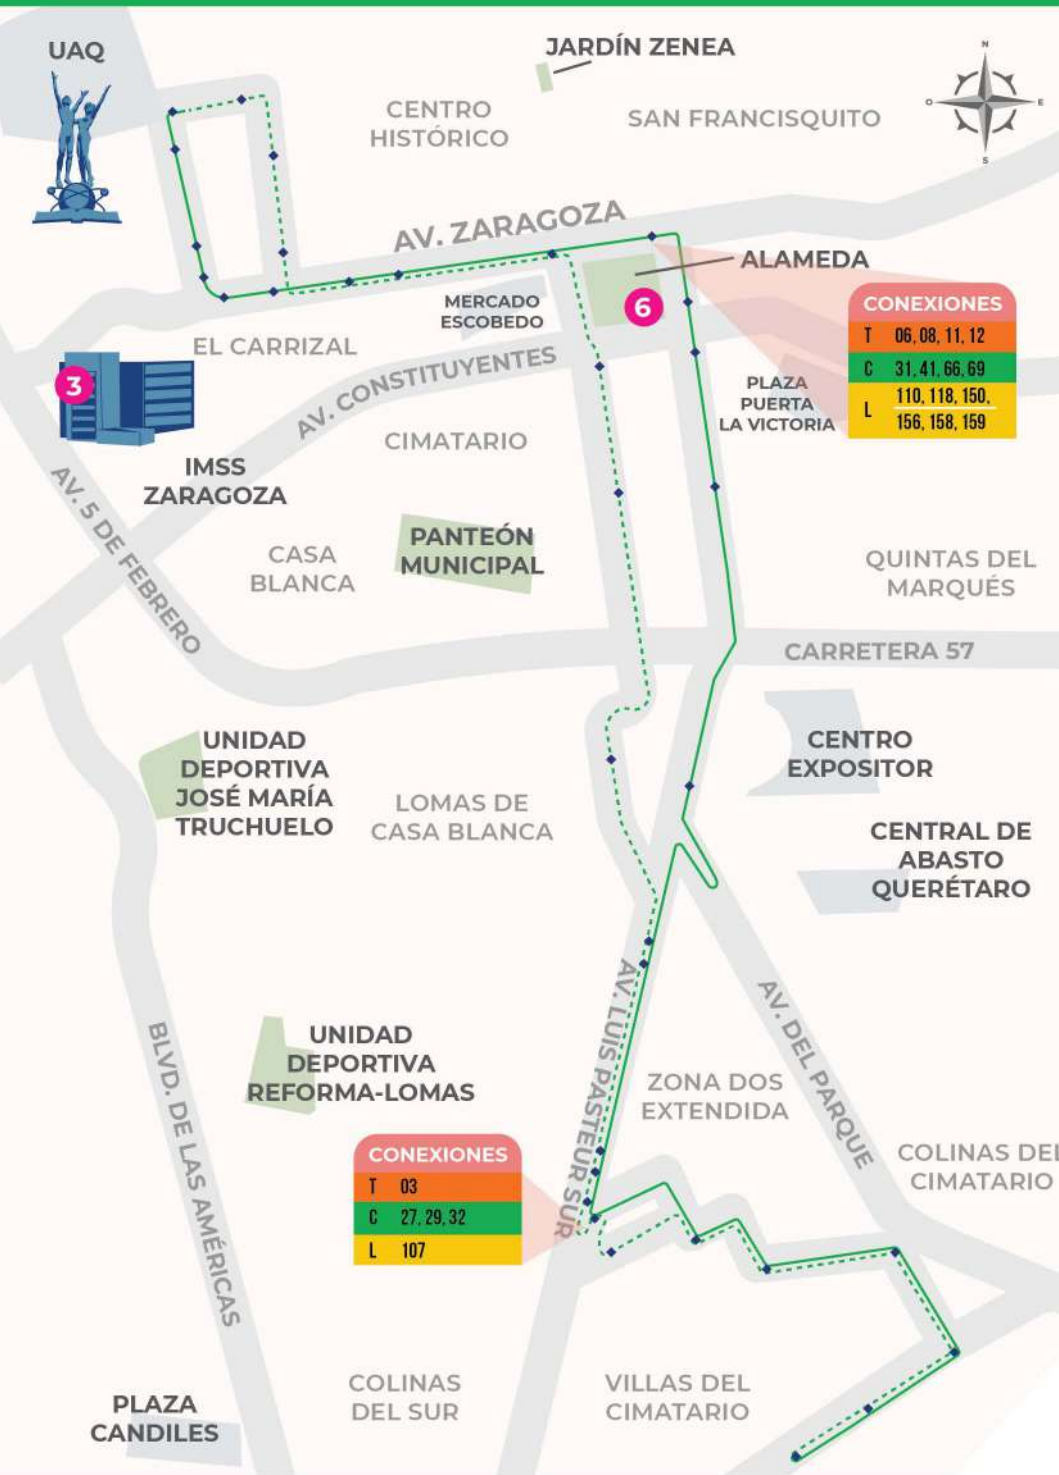 UAQ
JARDÍN ZENEA
N
O
E
S
CENTRO
HISTÓRICO
SAN FRANCISQUITO
AV. ZARAGOZA
ALAMEDA
MERCADO
ESCOBEDO
6
CONEXIONES
T 06, 08, 11, 12
C 31, 41, 66, 69
L 110, 118, 150,
156, 158, 159
EL CARRIZAL
3
AV. CONSTITUYENTES
PLAZA
PUERTA
LA VICTORIA
CIMATARIO
IMSS
ZARAGOZA
AV. 5 DE FEBRERO
CASA
BLANCA
PANTEÓN
MUNICIPAL
QUINTAS DEL
MARQUÉS
CARRETERA 57
UNIDAD
DEPORTIVA
JOSÉ MARÍA
TRUCHUELO
LOMAS DE
CASA BLANCA
CENTRO
EXPOSITOR
CENTRAL DE
ABASTO
QUERÉTARO
AV. LUIS PASTEUR SUR
AV. DEL PARQUE
BLVD. DE LAS AMÉRICAS
UNIDAD
DEPORTIVA
REFORMA-LOMAS
ZONA DOS
EXTENDIDA
COLINAS DEL
CIMATARIO
CONEXIONES
T 03
C 27, 29, 32
L 107
COLINAS
DEL SUR
VILLAS DEL
CIMATARIO
PLAZA
CANDILES